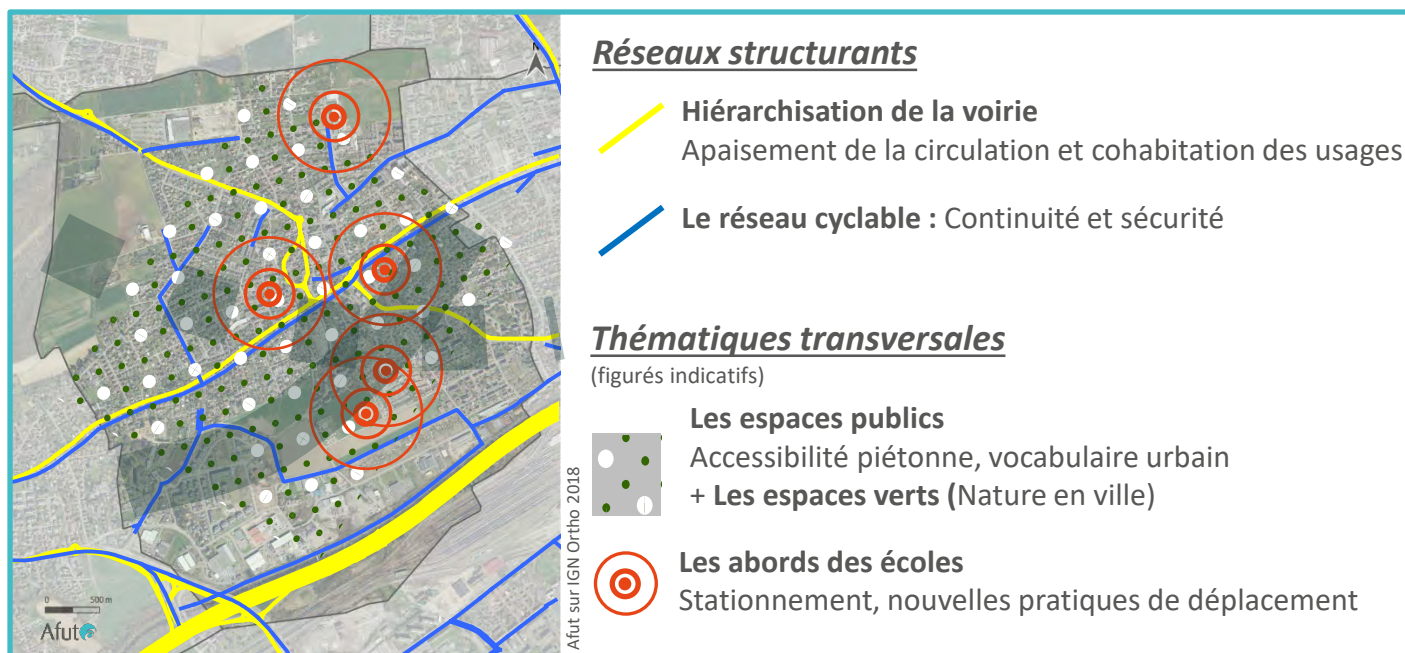 N
0 500 m
Afut
Afut sur IGN Ortho 2018
Réseaux structurants
Hiérarchisation de la voirie
Apaisement de la circulation et cohabitation des usages
Le réseau cyclable : Continuité et sécurité
Thématiques transversales
(figurés indicatifs)
Les espaces publics
Accessibilité piétonne, vocabulaire urbain
+ Les espaces verts (Nature en ville)
Les abords des écoles
Stationnement, nouvelles pratiques de déplacement